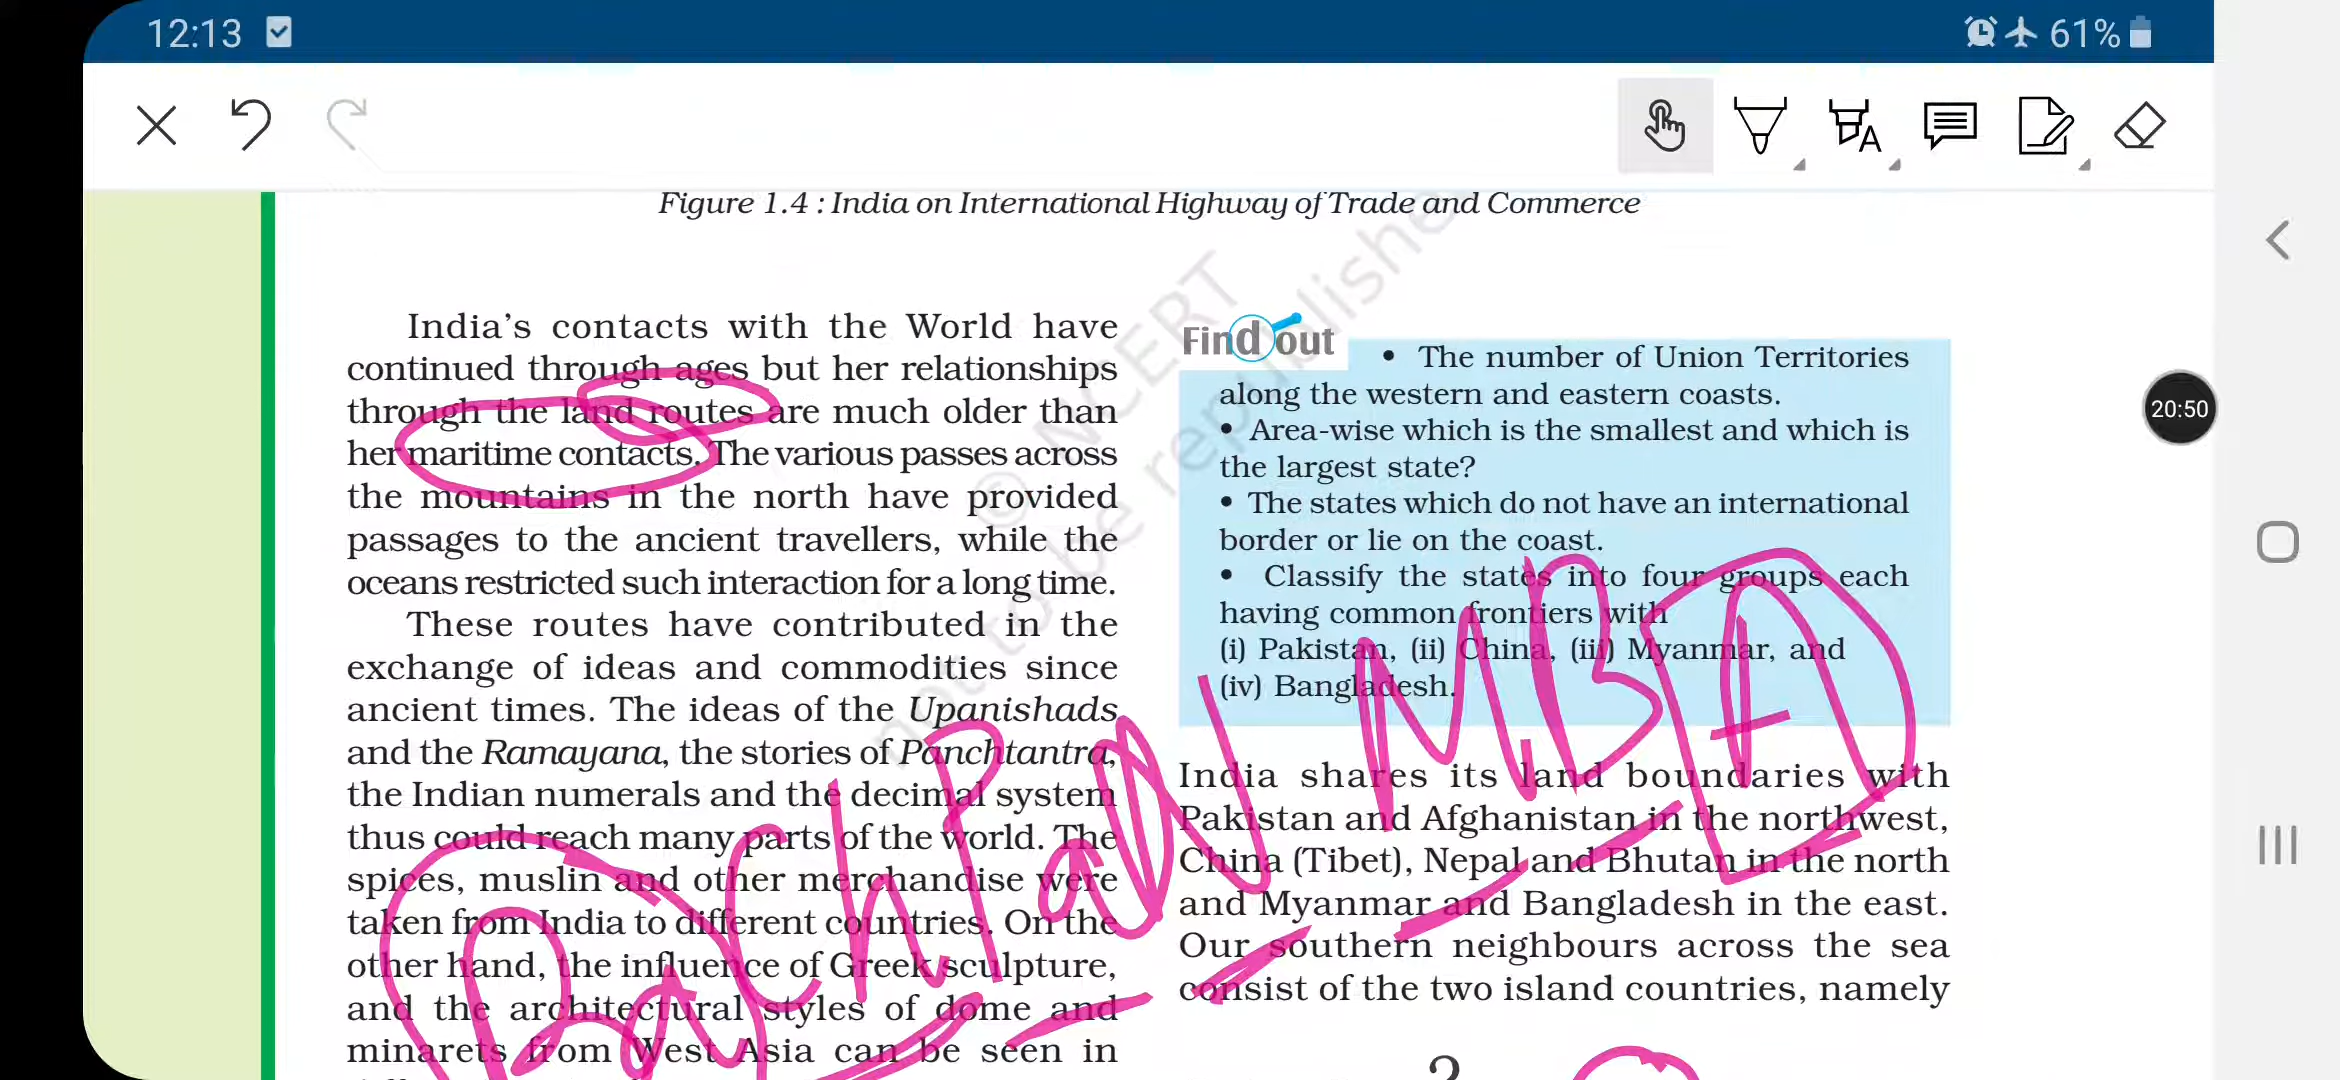 12:13
61%
Figure 1.4 : India on International Highway of Trade and Commerce
© NCERT
not to be republishe
India's contacts with the World have
continued through ages but her relationships
through the land routes are much older than
her maritime contacts. The various passes across
the mountains in the north have provided
passages to the ancient travellers, while the
oceans restricted such interaction for a long time.
These routes have contributed in the
exchange of ideas and commodities since
ancient times. The ideas of the Upanishads
and the Ramayana, the stories of Panchtantra,
the Indian numerals and the decimal system
thus could reach many parts of the world. The
spices, muslin and other merchandise were
taken from India to different countries. On the
other hand, the influence of Greek sculpture,
and the architectural styles of dome and
minarets from West Asia can be seen in
Find out
• The number of Union Territories
along the western and eastern coasts.
• Area-wise which is the smallest and which is
the largest state?
• The states which do not have an international
border or lie on the coast.
• Classify the states into four groups each
having common frontiers with
(i) Pakistan, (ii) China, (iii) Myanmar, and
(iv) Bangladesh.
India shares its land boundaries with
Pakistan and Afghanistan in the northwest,
China (Tibet), Nepal and Bhutan in the north
and Myanmar and Bangladesh in the east.
Our southern neighbours across the sea
consist of the two island countries, namely
BaChPaN MBA
20:50